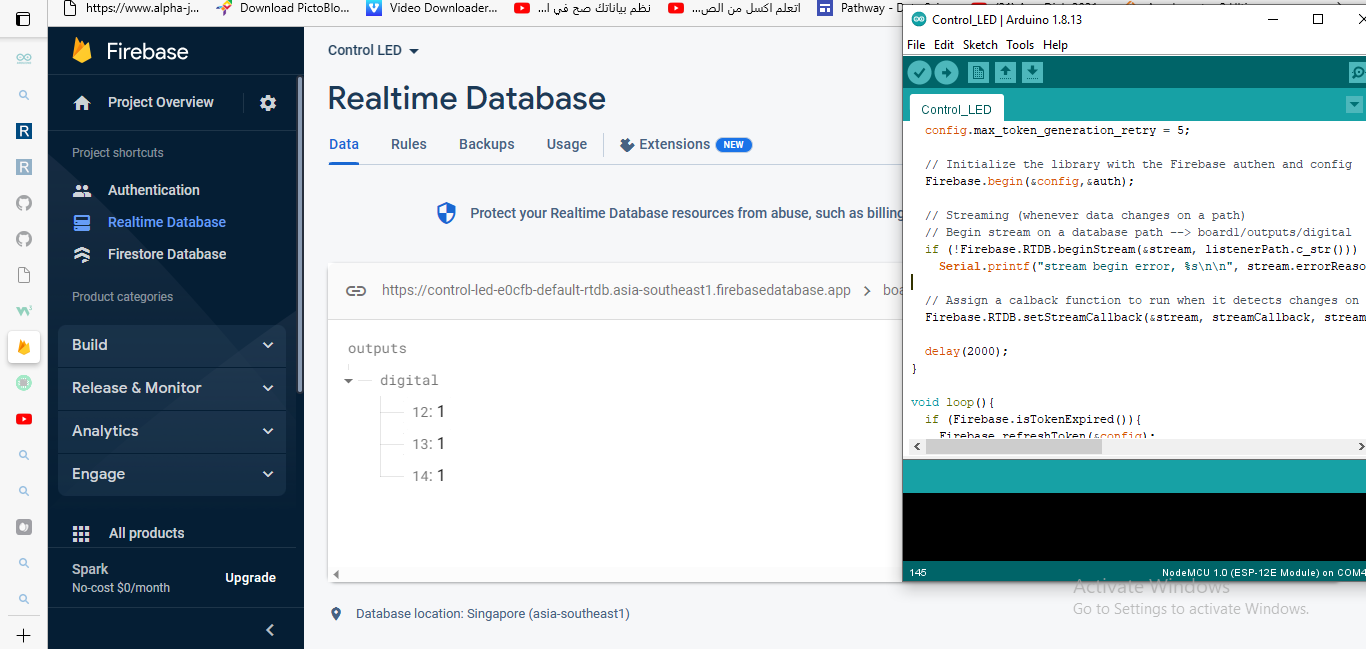 https://www.alpha-j...
Download PictoBlo...
Video Downloader...
نظم بياناتك صح في ا...
اتعلم اكسل من الص...
Pathway - D
Firebase
Project Overview
Project shortcuts
Authentication
Realtime Database
Firestore Database
Product categories
Build
Release & Monitor
Analytics
Engage
All products
Spark
No-cost $0/month
Upgrade
Control LED
Realtime Database
Data
Rules
Backups
Usage
Extensions
NEW
Protect your Realtime Database resources from abuse, such as billing
https://control-led-e0cfb-default-rtdb.asia-southeast1.firebasedatabase.app
boa
outputs
digital
12: 1
13: 1
14: 1
Database location: Singapore (asia-southeast1)
Control_LED | Arduino 1.8.13
File Edit Sketch Tools Help
Control_LED
config.max_token_generation_retry = 5;
// Initialize the library with the Firebase authen and config
Firebase.begin(&config,&auth);
// Streaming (whenever data changes on a path)
// Begin stream on a database path --> board1/outputs/digital
if (!Firebase.RTDB.beginStream(&stream, listenerPath.c_str()))
Serial.printf("stream begin error, %s\n\n", stream.errorReaso
// Assign a calback function to run when it detects changes on
Firebase.RTDB.setStreamCallback(&stream, streamCallback, stream
delay(2000);
}
void loop(){
if (Firebase.isTokenExpired()){
Firebase.refreshToken(&config);
145
NodeMCU 1.0 (ESP-12E Module) on COM4
Activate Windows
Go to Settings to activate Windows.